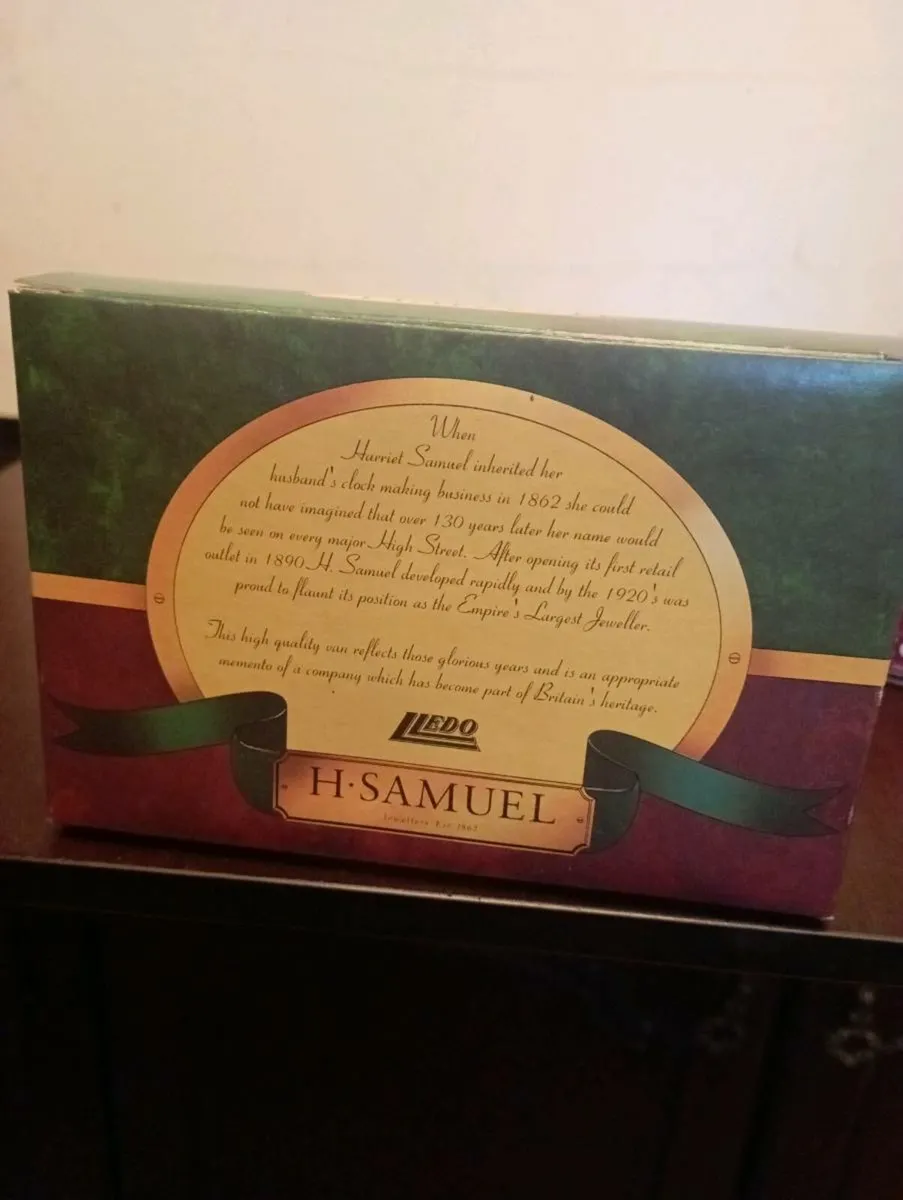 When
Harriet Samuel inherited her
husband's clock making business in 1862 she could
not have imagined that over 130 years later her name would
be seen on every major High Street. After opening its first retail
outlet in 1890 H. Samuel developed rapidly and by the 1920's was
proud to flaunt its position as the Empire's Largest Jeweller.
This high quality van reflects those glorious years and is an appropriate
memento of a company which has become part of Britain's heritage.
LLEDO
H·SAMUEL
Jewellers Est 1862